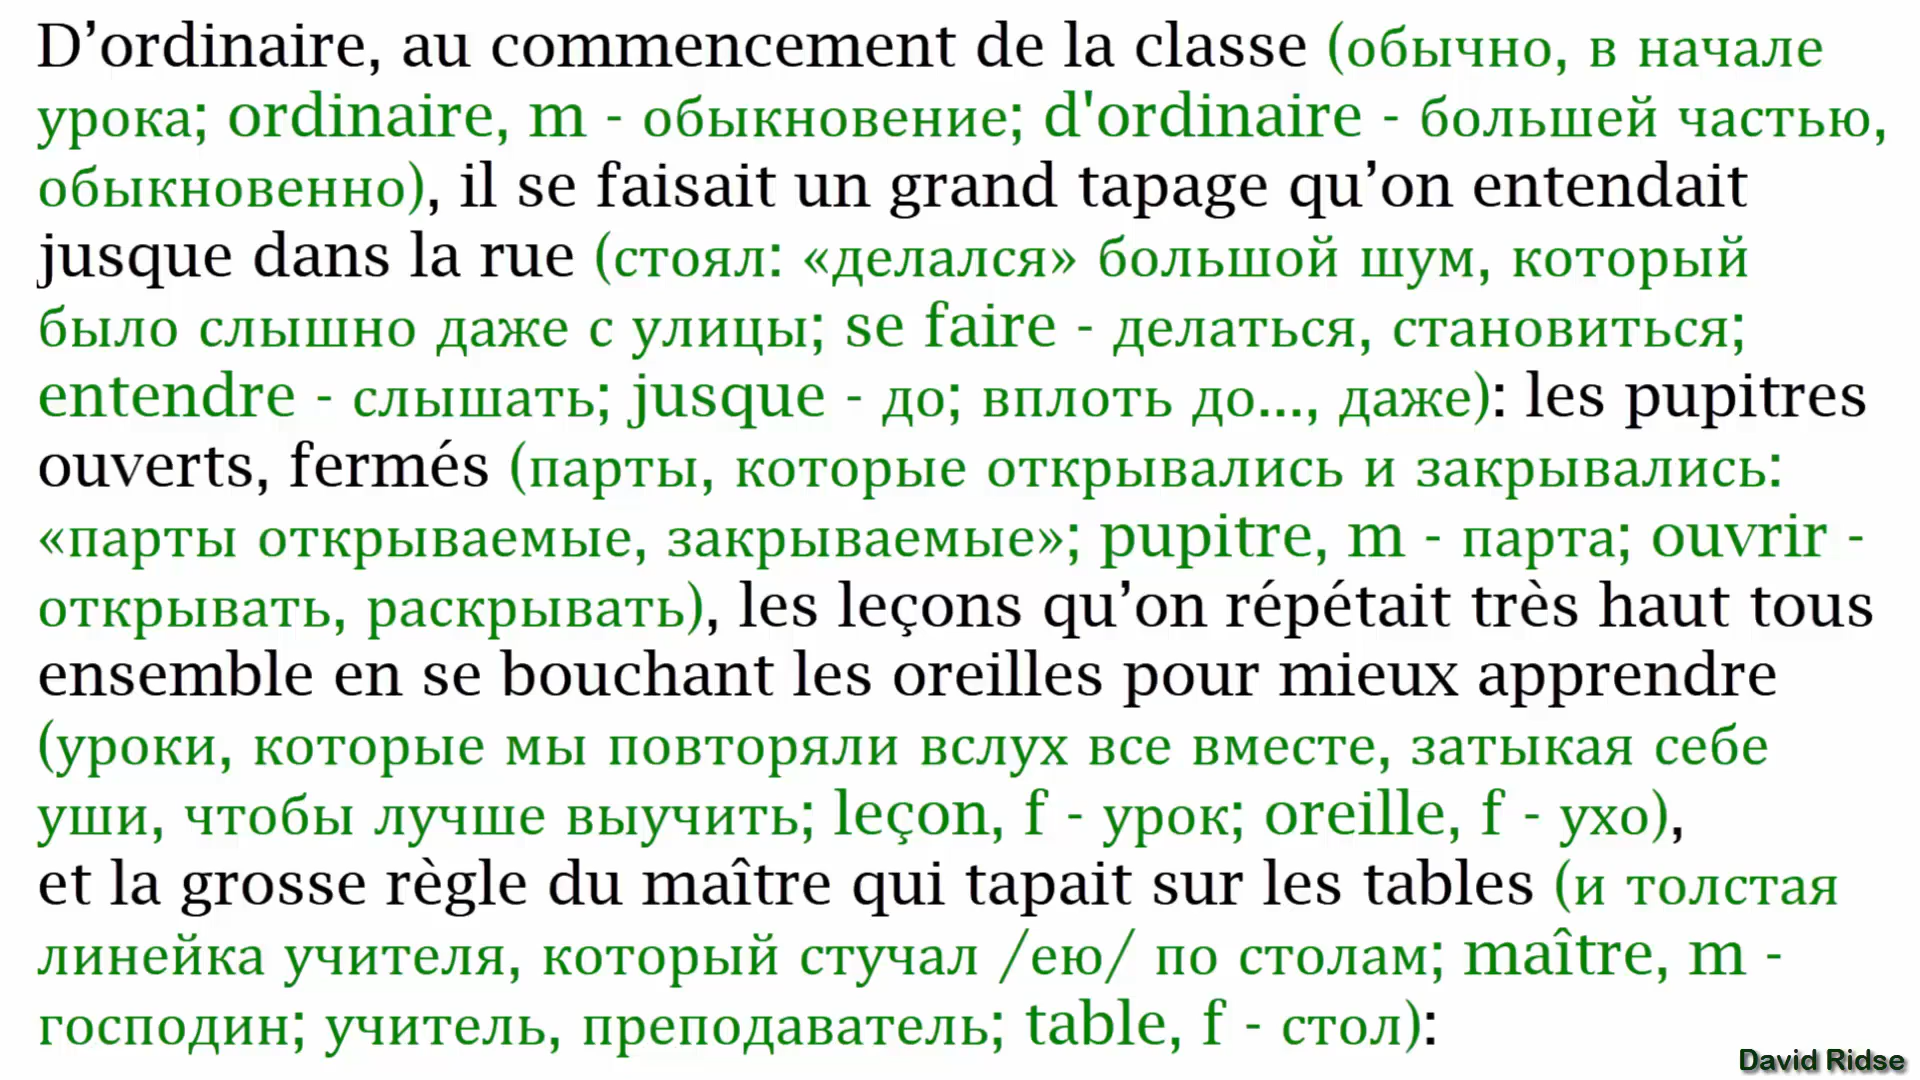 D’ordinaire, au commencement de la classe (обычно, в начале
урока; ordinaire, m - обыкновение; d'ordinaire - большей частью,
обыкновенно), il se faisait un grand tapage qu’on entendait
jusque dans la rue (стоял: «делался» большой шум, который
было слышно даже с улицы; se faire - делаться, становиться;
entendre - слышать; jusque - до; вплоть до..., даже): les pupitres
ouverts, fermés (парты, которые открывались и закрывались:
«парты открываемые, закрываемые»; pupitre, m - парта; ouvrir -
открывать, раскрывать), les leçons qu’on répétait très haut tous
ensemble en se bouchant les oreilles pour mieux apprendre
(уроки, которые мы повторяли вслух все вместе, затыкая себе
уши, чтобы лучше выучить; leçon, f - урок; oreille, f - ухо),
et la grosse règle du maître qui tapait sur les tables (и толстая
линейка учителя, который стучал /ею/ по столам; maître, m -
господин; учитель, преподаватель; table, f - стол):
David Ridse